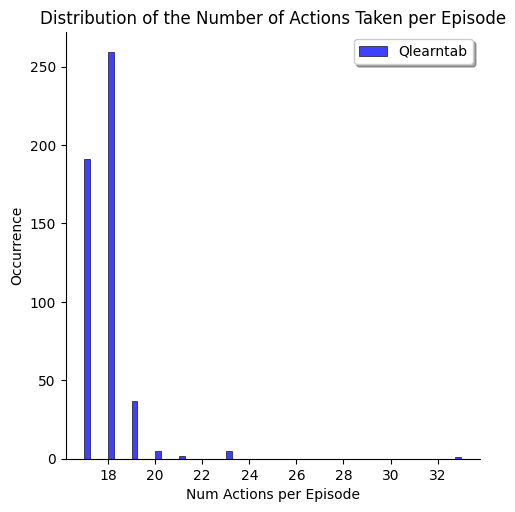 Distribution of the Number of Actions Taken per Episode
Qlearntab
250
200
150
100
50
0
Occurrence
18 20 22 24 26 28 30 32
Num Actions per Episode